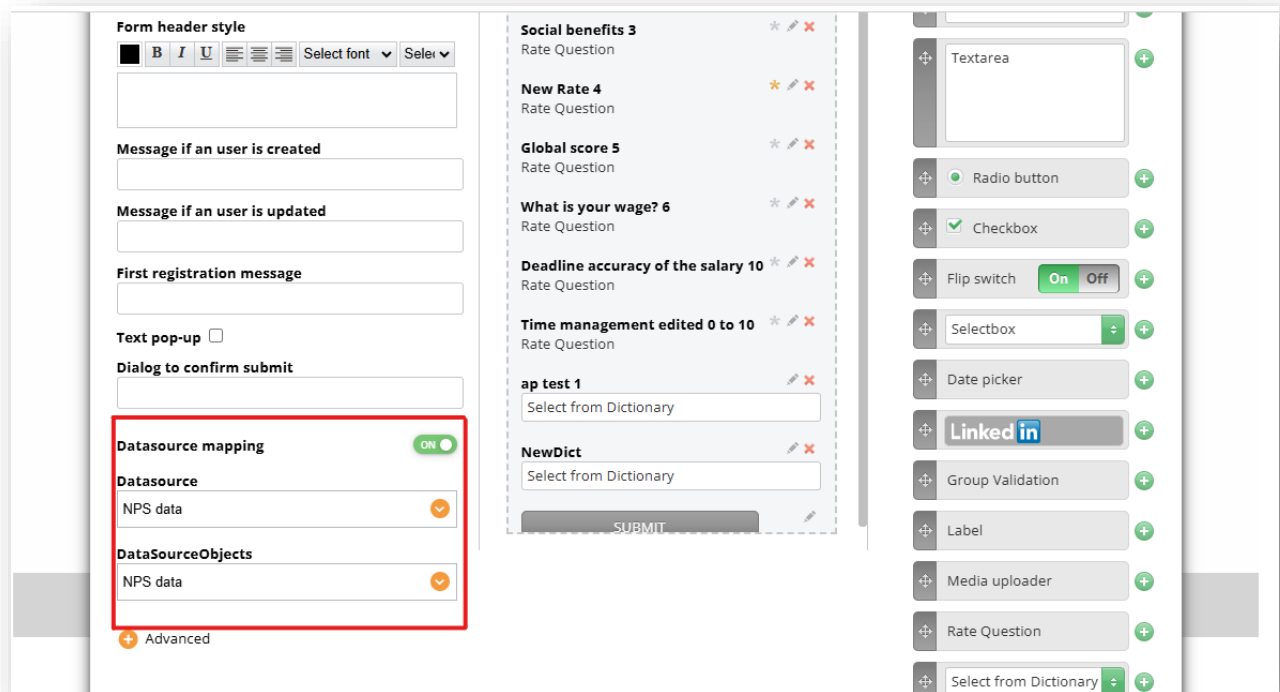 Form header style
B I U Select font Sele
Message if an user is created
Message if an user is updated
First registration message
Text pop-up
Dialog to confirm submit
Datasource mapping ON
Datasource
NPS data
DataSourceObjects
NPS data
Advanced
Social benefits 3
Rate Question
New Rate 4
Rate Question
Global score 5
Rate Question
What is your wage? 6
Rate Question
Deadline accuracy of the salary 10
Rate Question
Time management edited 0 to 10
Rate Question
ap test 1
Select from Dictionary
NewDict
Select from Dictionary
SUBMIT
Textarea
Radio button
Checkbox
Flip switch On Off
Selectbox
Date picker
Linked in
Group Validation
Label
Media uploader
Rate Question
Select from Dictionary